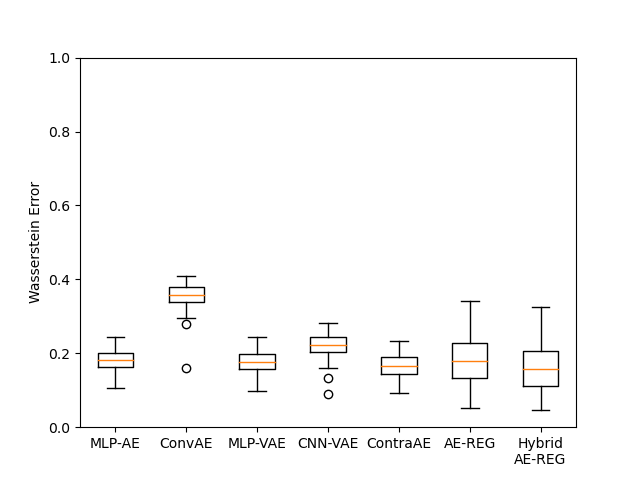 1.0
0.8
0.6
0.4
0.2
0.0
Wasserstein Error
MLP-AE ConvAE MLP-VAE CNN-VAE ContraAE AE-REG Hybrid
AE-REG